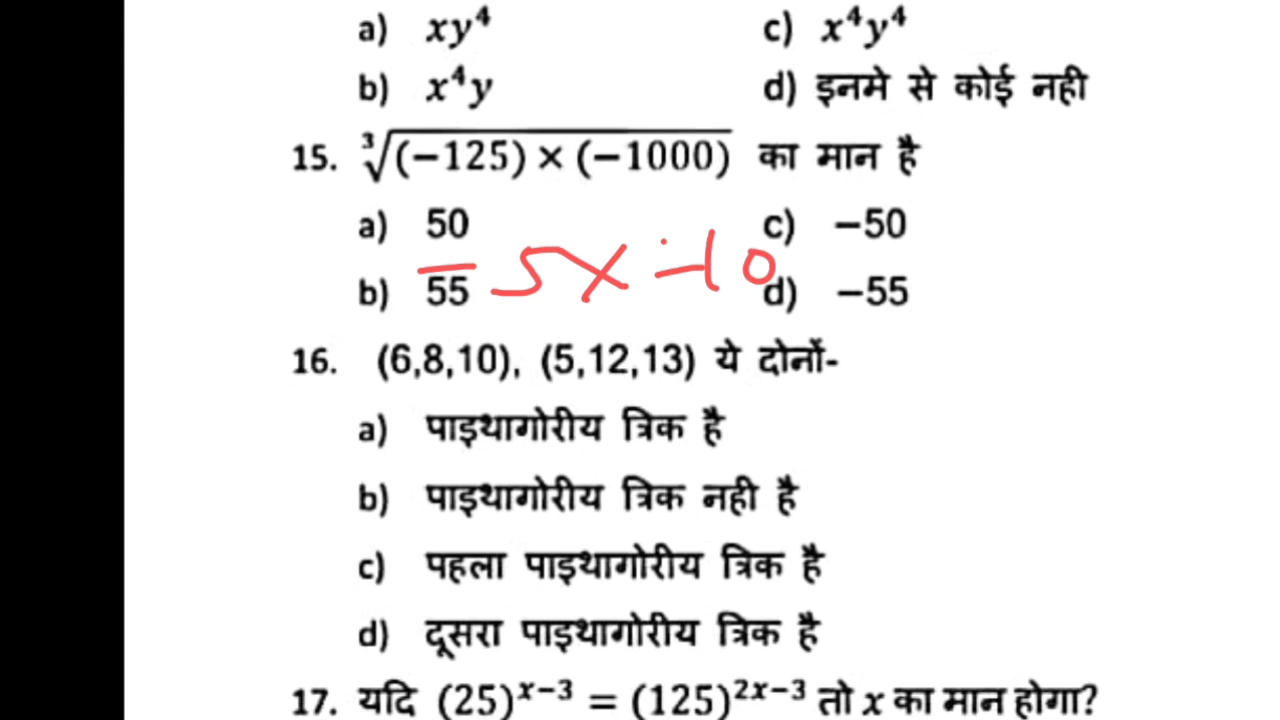 a) xy⁴ c) x⁴y⁴
b) x⁴y d) इनमे से कोई नही
15. ∛(−125) × (−1000) का मान है
a) 50 c) −50
5x -10
b) 55 d) −55
16. (6,8,10), (5,12,13) ये दोनों-
a) पाइथागोरीय त्रिक है
b) पाइथागोरीय त्रिक नही है
c) पहला पाइथागोरीय त्रिक है
d) दूसरा पाइथागोरीय त्रिक है
17. यदि (25)ˣ⁻³ = (125)²ˣ⁻³ तो x का मान होगा?